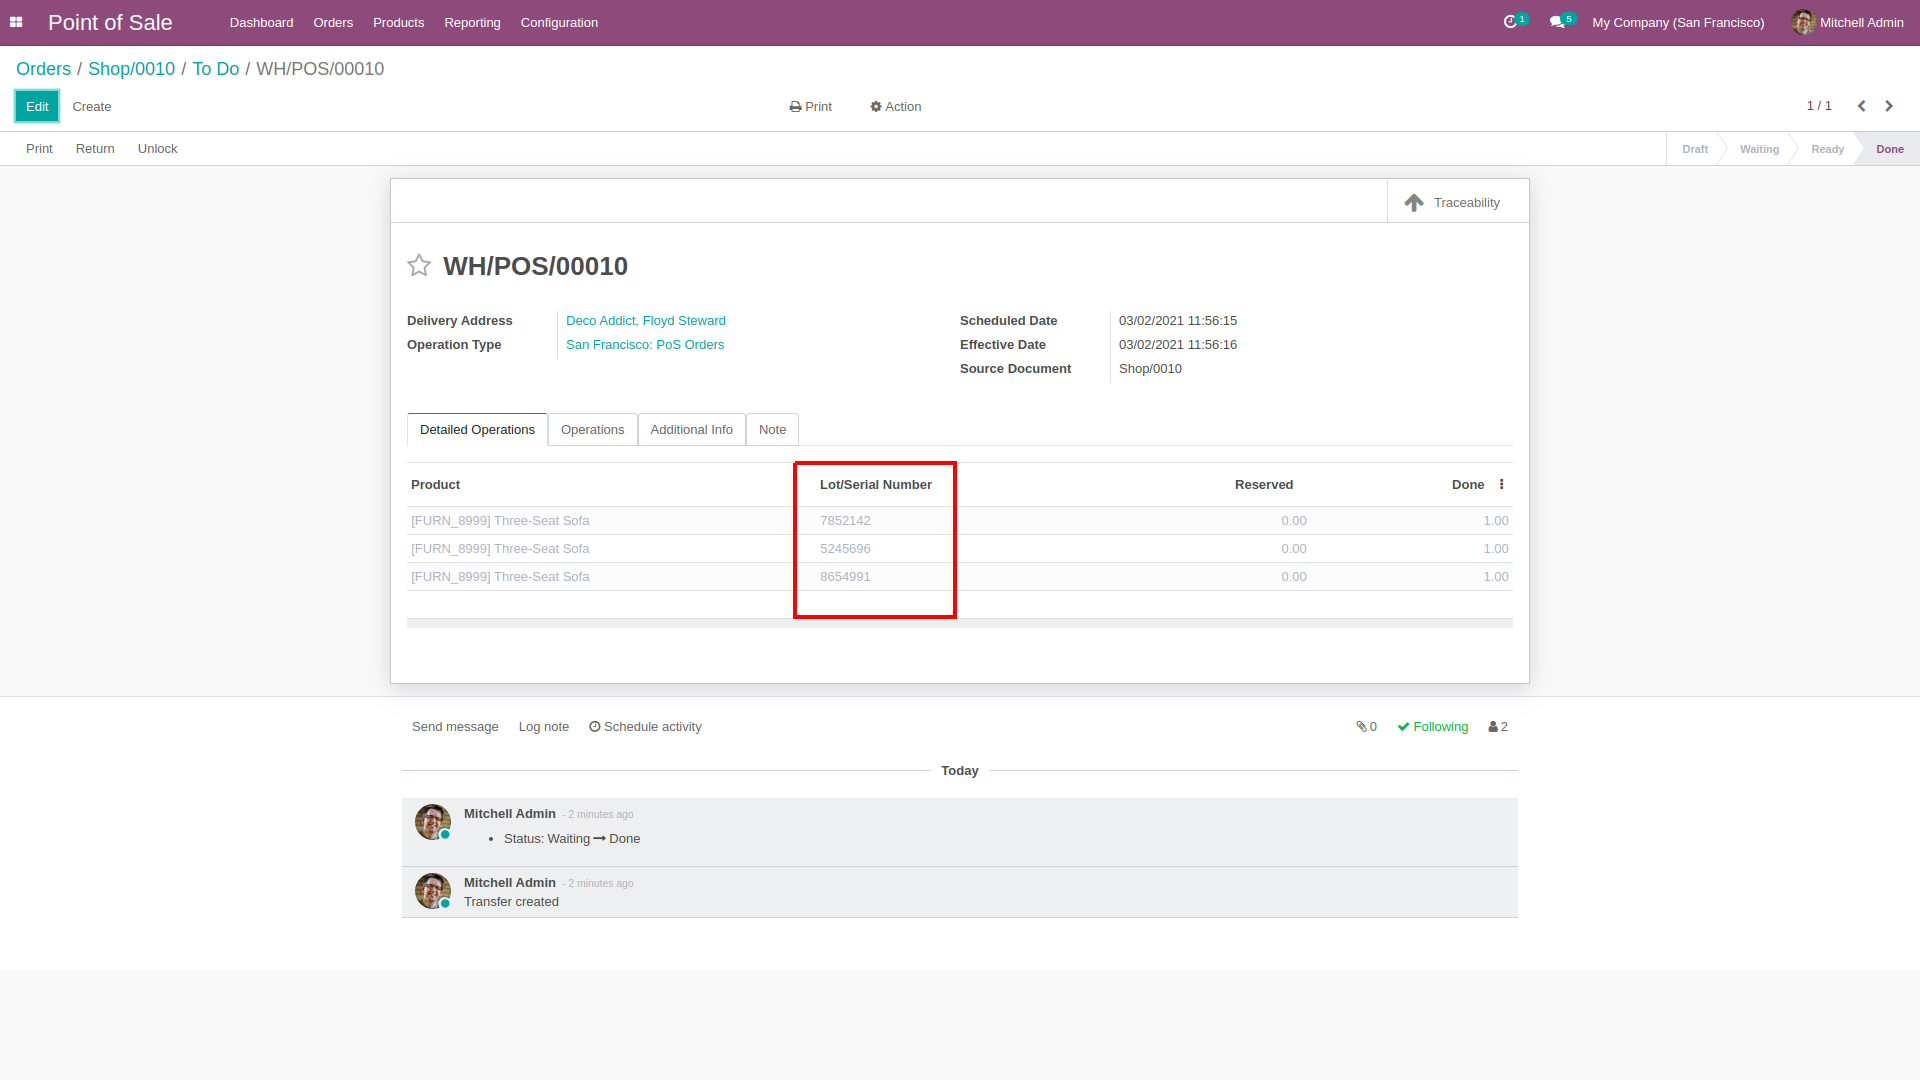 Point of Sale Dashboard Orders Products Reporting Configuration 1 5 My Company (San Francisco) Mitchell Admin
Orders / Shop/0010 / To Do / WH/POS/00010
Edit Create Print Action 1 / 1
Print Return Unlock Draft Waiting Ready Done
Traceability
WH/POS/00010
Delivery Address Deco Addict, Floyd Steward Scheduled Date 03/02/2021 11:56:15
Operation Type San Francisco: PoS Orders Effective Date 03/02/2021 11:56:16
Source Document Shop/0010
Detailed Operations Operations Additional Info Note
Product Lot/Serial Number Reserved Done
[FURN_8999] Three-Seat Sofa 7852142 0.00 1.00
[FURN_8999] Three-Seat Sofa 5245696 0.00 1.00
[FURN_8999] Three-Seat Sofa 8654991 0.00 1.00
Send message Log note Schedule activity 0 Following 2
Today
Mitchell Admin - 2 minutes ago
• Status: Waiting → Done
Mitchell Admin - 2 minutes ago
Transfer created